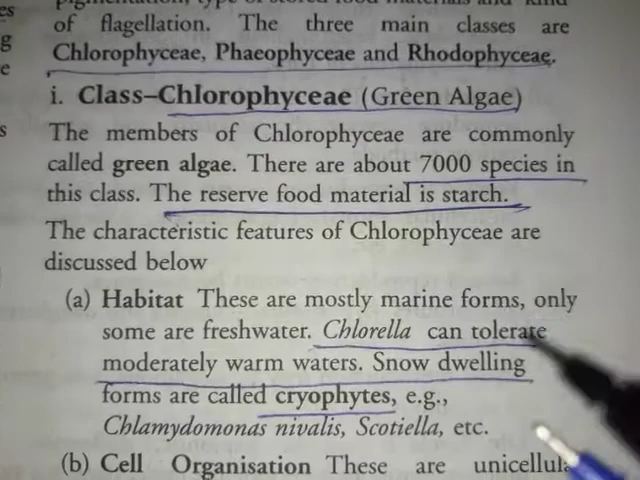 of flagellation. The three main classes are
Chlorophyceae, Phaeophyceae and Rhodophyceae.
i. Class–Chlorophyceae (Green Algae)
The members of Chlorophyceae are commonly
called green algae. There are about 7000 species in
this class. The reserve food material is starch.
The characteristic features of Chlorophyceae are
discussed below
(a) Habitat These are mostly marine forms, only
some are freshwater. Chlorella can tolerate
moderately warm waters. Snow dwelling
forms are called cryophytes, e.g.,
Chlamydomonas nivalis, Scotiella, etc.
(b) Cell Organisation These are